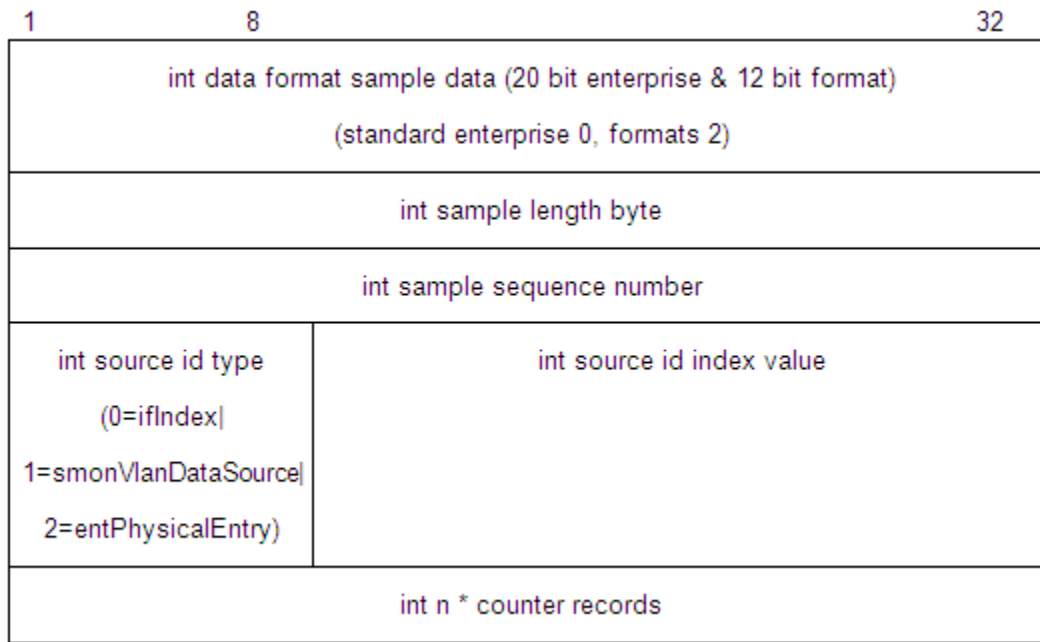 1 8 32
int data format sample data (20 bit enterprise & 12 bit format)
(standard enterprise 0, formats 2)
int sample length byte
int sample sequence number
int source id type
(0=ifIndex|
1=smonVlanDataSource|
2=entPhysicalEntry)
int source id index value
int n * counter records